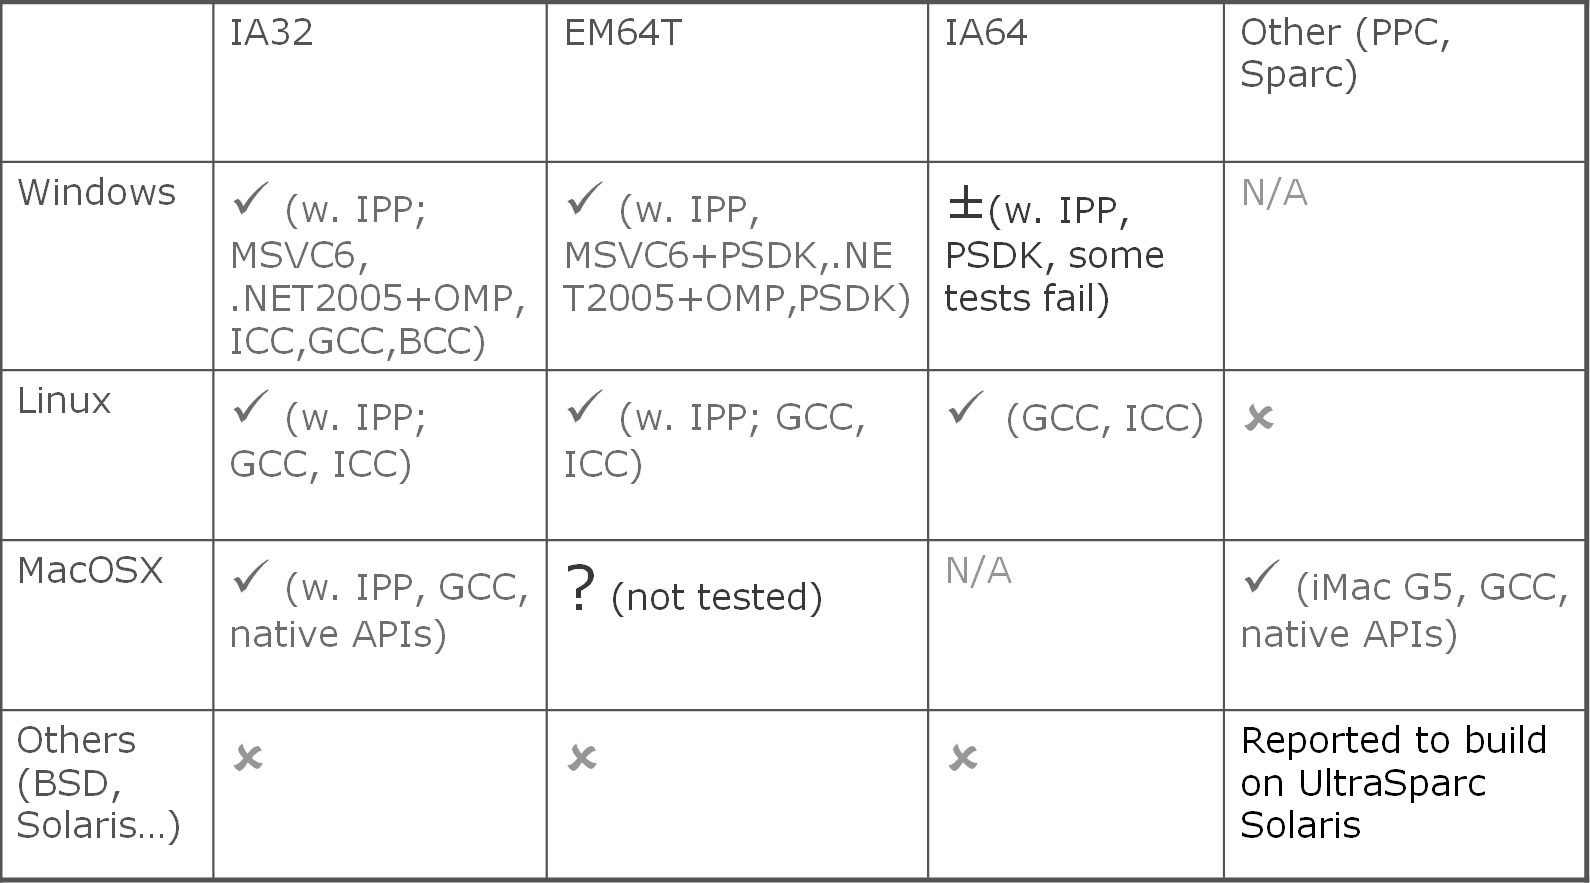 IA32
EM64T
IA64
Other (PPC,
Sparc)
Windows
✓ (w. IPP;
MSVC6,
.NET2005+OMP,
ICC,GCC,BCC)
✓ (w. IPP,
MSVC6+PSDK,.NE
T2005+OMP,PSDK)
±(w. IPP,
PSDK, some
tests fail)
N/A
Linux
✓ (w. IPP;
GCC, ICC)
✓ (w. IPP; GCC,
ICC)
✓ (GCC, ICC)
✘
MacOSX
✓ (w. IPP, GCC,
native APIs)
? (not tested)
N/A
✓ (iMac G5, GCC,
native APIs)
Others
(BSD,
Solaris…)
✘
✘
✘
Reported to build
on UltraSparc
Solaris